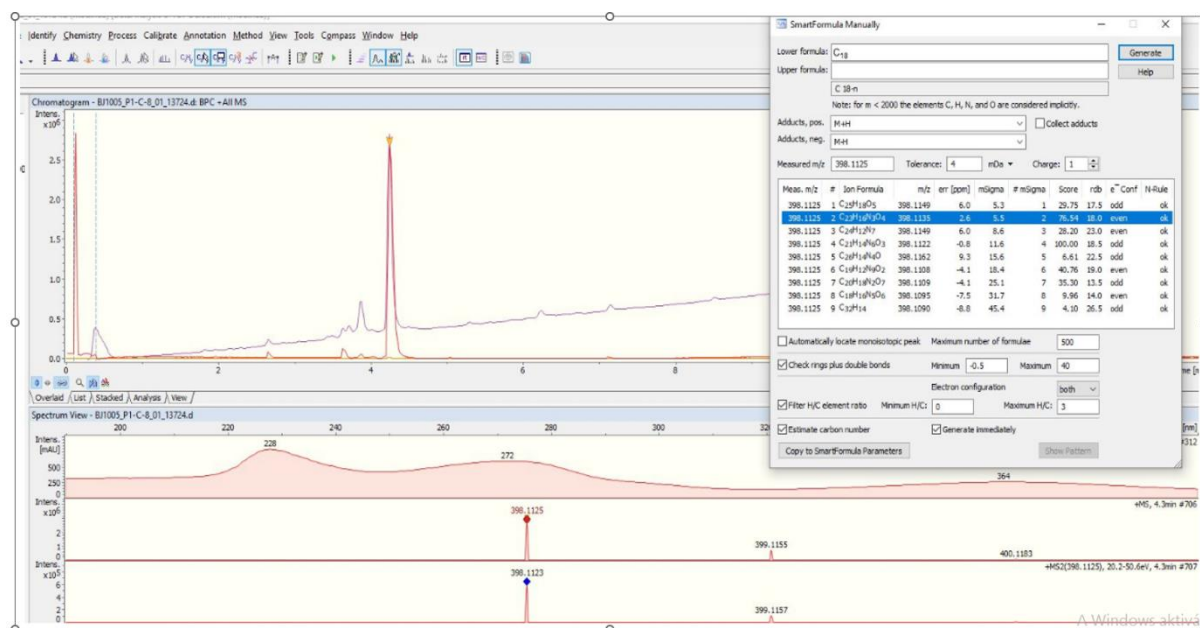 Identify Chemistry Process Calibrate Annotation Method View Tools Compass Window Help
Chromatogram - BJ1005_P1-C-8_01_13724.d: BPC +All MS
Intens.
x10⁶
2.5
2.0
1.5
1.0
0.5
0.0
0 2 4 6 8
Overlaid List Stacked Analysis View
Spectrum View - BJ1005_P1-C-8_01_13724.d
200 220 240 260 280 300
[nm]
Intens.
[mAU]
500
250
0
228 272 364
Intens.
x10⁶
2
1
0
398.1125 399.1155 400.1183
+MS, 4.3min #706
Intens.
x10⁵
6
4
2
0
398.1123 399.1157
+MS2(398.1125), 20.2-50.6eV, 4.3min #707
SmartFormula Manually
Lower formula: C₁₈ Generate
Upper formula: Help
C 18-n
Note: for m < 2000 the elements C, H, N, and O are considered implicitly.
Adducts, pos. M+H Collect adducts
Adducts, neg. M-H
Measured m/z 398.1125 Tolerance: 4 mDa Charge: 1
Meas. m/z # Ion Formula m/z err [ppm] mSigma # mSigma Score rdb e⁻ Conf N-Rule
398.1125 1 C₂₅H₁₈O₅ 398.1149 6.0 5.3 1 29.75 17.5 odd ok
398.1125 2 C₂₃H₁₆N₃O₄ 398.1135 2.6 5.5 2 76.54 18.0 even ok
398.1125 3 C₂₄H₁₂N₇ 398.1149 6.0 8.6 3 28.20 23.0 even ok
398.1125 4 C₂₁H₁₄N₆O₃ 398.1122 -0.8 11.6 4 100.00 18.5 odd ok
398.1125 5 C₂₆H₁₄N₄O 398.1162 9.3 15.6 5 6.61 22.5 odd ok
398.1125 6 C₁₉H₁₂N₉O₂ 398.1108 -4.1 18.4 6 40.76 19.0 even ok
398.1125 7 C₂₀H₁₈N₂O₇ 398.1109 -4.1 25.1 7 35.30 13.5 odd ok
398.1125 8 C₁₈H₁₆N₅O₆ 398.1095 -7.5 31.7 8 9.96 14.0 even ok
398.1125 9 C₃₂H₁₄ 398.1090 -8.8 45.4 9 4.10 26.5 odd ok
Automatically locate monoisotopic peak Maximum number of formulae 500
Check rings plus double bonds Minimum -0.5 Maximum 40
Electron configuration both
Filter H/C element ratio Minimum H/C: 0 Maximum H/C: 3
Estimate carbon number Generate immediately
Copy to SmartFormula Parameters Show Pattern
A Windows aktivá